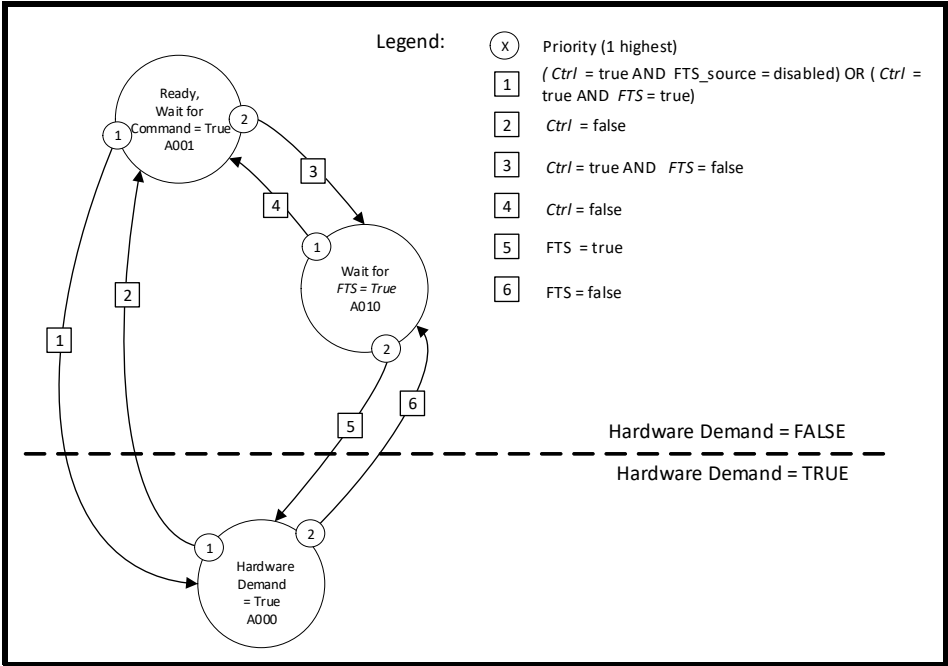 Legend:
X Priority (1 highest)
1 ( Ctrl = true AND FTS_source = disabled) OR ( Ctrl =
true AND FTS = true)
2 Ctrl = false
3 Ctrl = true AND FTS = false
4 Ctrl = false
5 FTS = true
6 FTS = false
Ready,
Wait for
Command = True
A001
1
2
3
4
Wait for
FTS = True
A010
1
2
1
2
5
6
Hardware Demand = FALSE
Hardware Demand = TRUE
1
2
Hardware
Demand
= True
A000